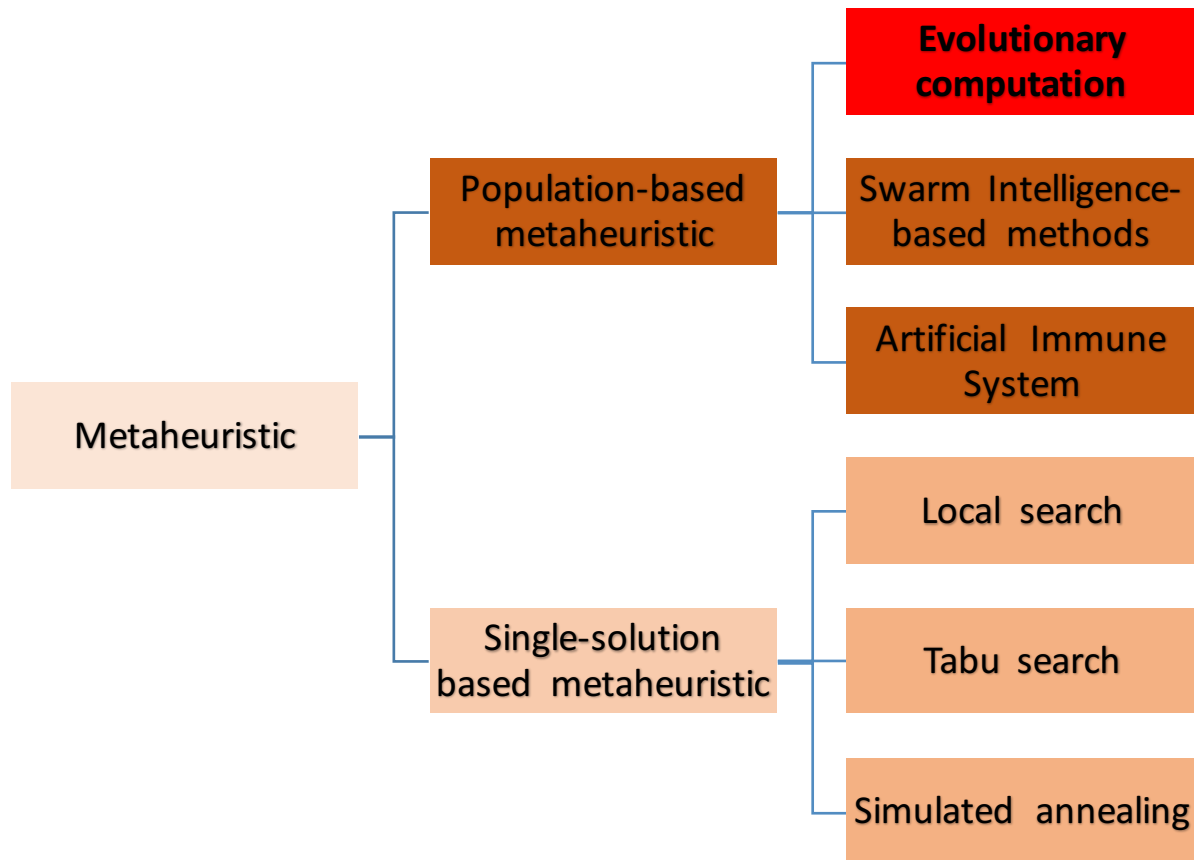 Evolutionary
computation
Population-based
metaheuristic
Swarm Intelligence-
based methods
Artificial Immune
System
Metaheuristic
Local search
Single-solution
based metaheuristic
Tabu search
Simulated annealing